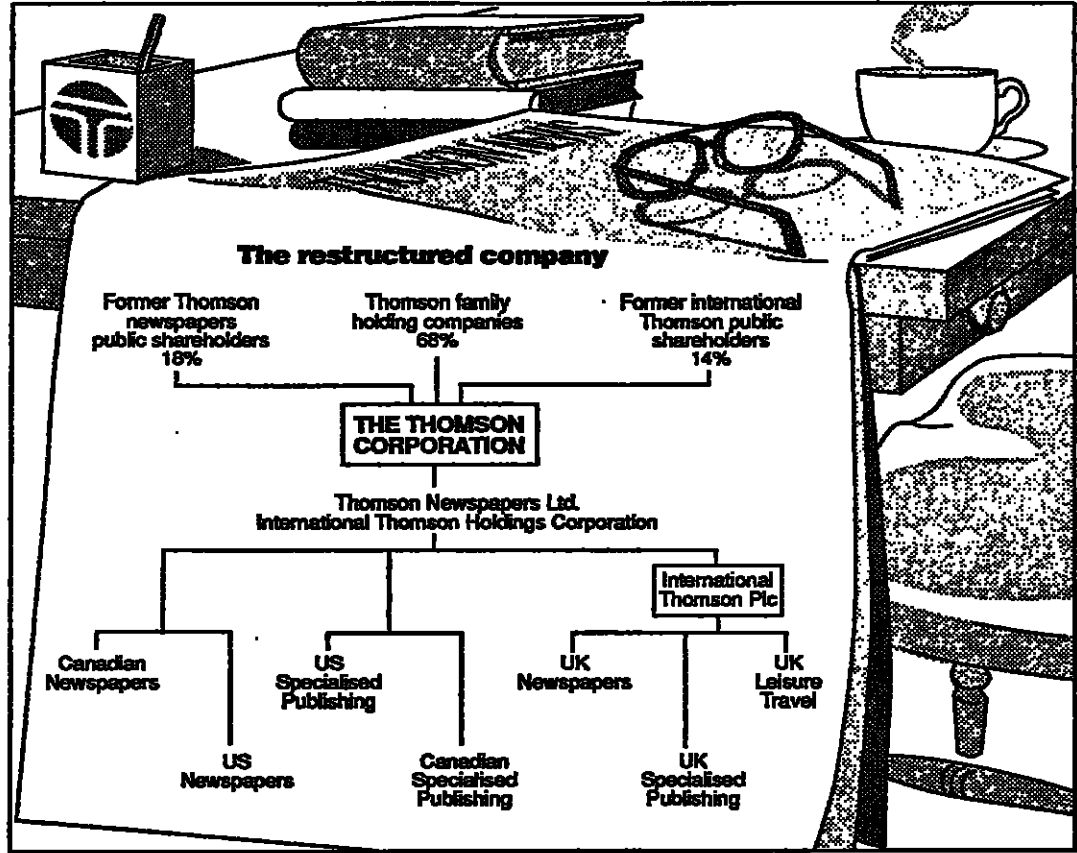 The restructured company
Former Thomson
newspapers
public shareholders
18%
Thomson family
holding companies
68%
Former international
Thomson public
shareholders
14%
THE THOMSON
CORPORATION
Thomson Newspapers Ltd.
International Thomson Holdings Corporation
International
Thomson Plc
Canadian
Newspapers
US
Newspapers
US
Specialised
Publishing
Canadian
Specialised
Publishing
UK
Newspapers
UK
Specialised
Publishing
UK
Leisure
Travel